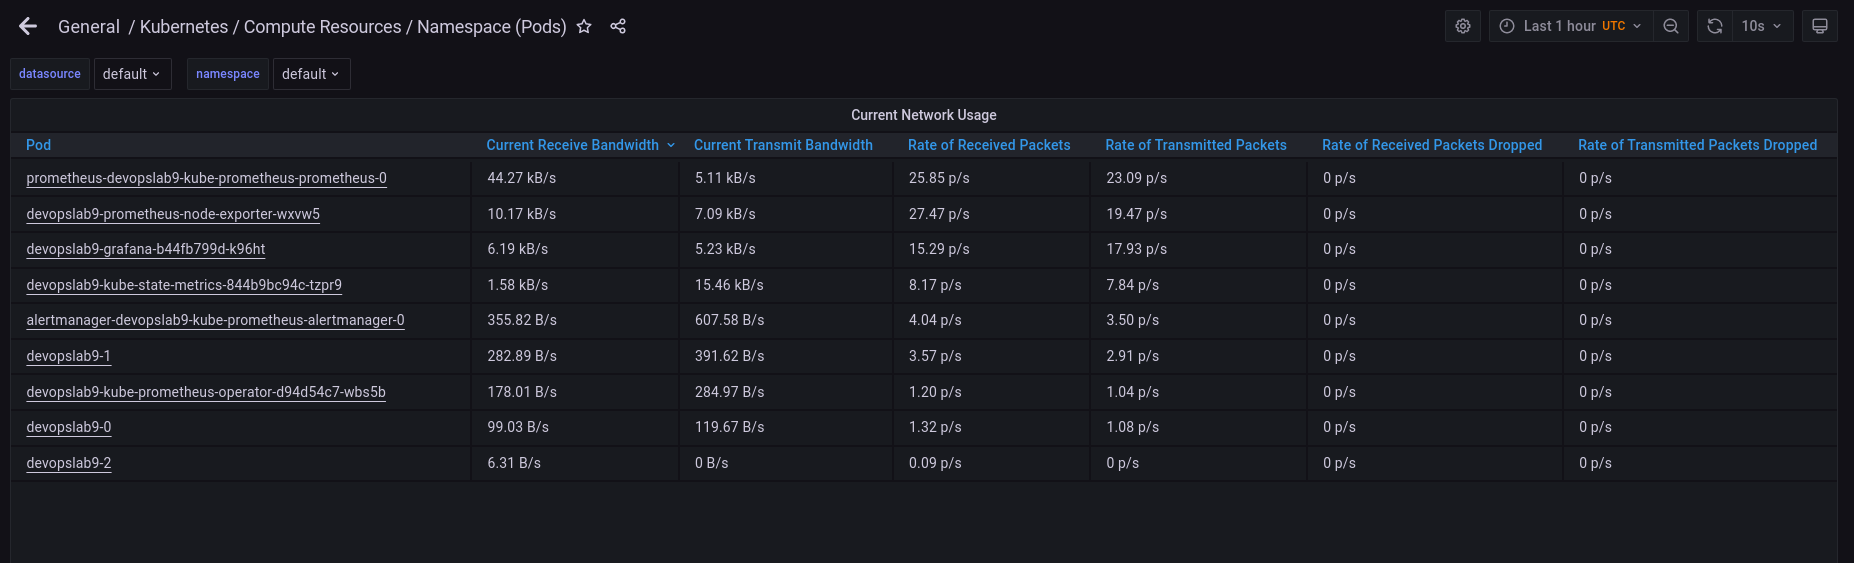 General / Kubernetes / Compute Resources / Namespace (Pods)
Last 1 hour UTC 10s
datasource default namespace default
Current Network Usage
Pod Current Receive Bandwidth Current Transmit Bandwidth Rate of Received Packets Rate of Transmitted Packets Rate of Received Packets Dropped Rate of Transmitted Packets Dropped
prometheus-devopslab9-kube-prometheus-prometheus-0 44.27 kB/s 5.11 kB/s 25.85 p/s 23.09 p/s 0 p/s 0 p/s
devopslab9-prometheus-node-exporter-wxvw5 10.17 kB/s 7.09 kB/s 27.47 p/s 19.47 p/s 0 p/s 0 p/s
devopslab9-grafana-b44fb799d-k96ht 6.19 kB/s 5.23 kB/s 15.29 p/s 17.93 p/s 0 p/s 0 p/s
devopslab9-kube-state-metrics-844b9bc94c-tzpr9 1.58 kB/s 15.46 kB/s 8.17 p/s 7.84 p/s 0 p/s 0 p/s
alertmanager-devopslab9-kube-prometheus-alertmanager-0 355.82 B/s 607.58 B/s 4.04 p/s 3.50 p/s 0 p/s 0 p/s
devopslab9-1 282.89 B/s 391.62 B/s 3.57 p/s 2.91 p/s 0 p/s 0 p/s
devopslab9-kube-prometheus-operator-d94d54c7-wbs5b 178.01 B/s 284.97 B/s 1.20 p/s 1.04 p/s 0 p/s 0 p/s
devopslab9-0 99.03 B/s 119.67 B/s 1.32 p/s 1.08 p/s 0 p/s 0 p/s
devopslab9-2 6.31 B/s 0 B/s 0.09 p/s 0 p/s 0 p/s 0 p/s